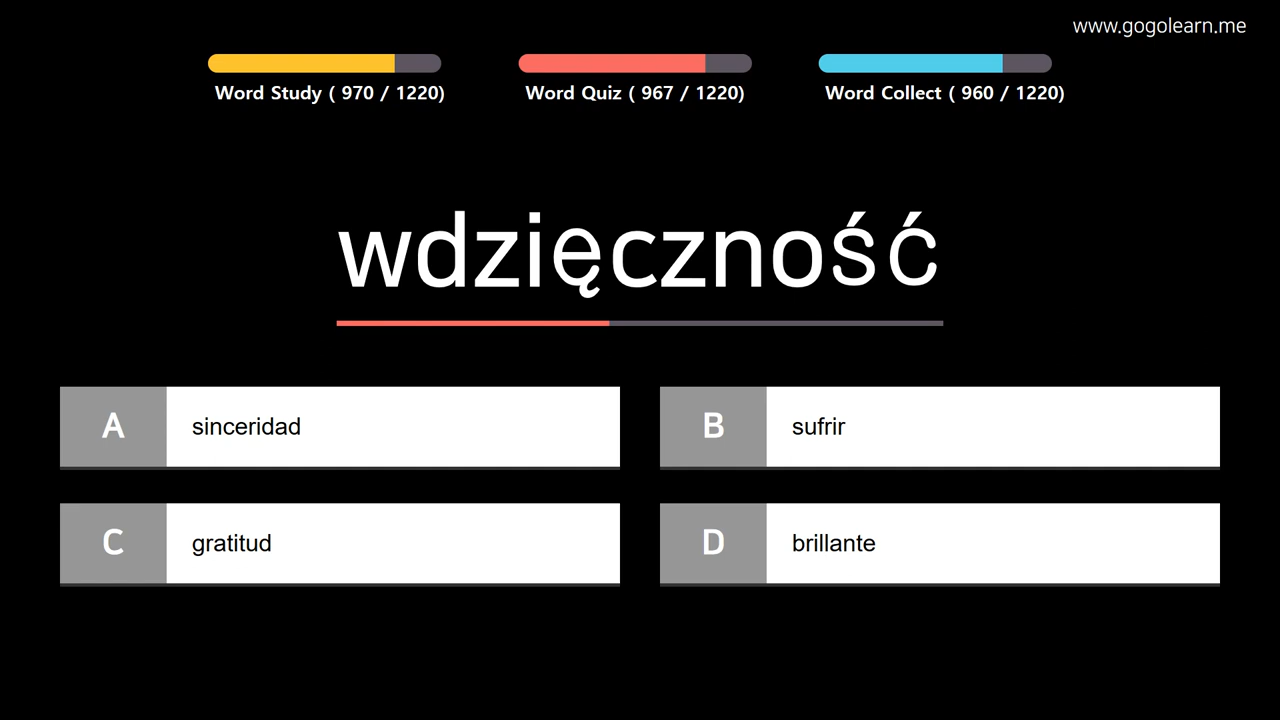 www.gogolearn.me
Word Study ( 970 / 1220)
Word Quiz ( 967 / 1220)
Word Collect ( 960 / 1220)
wdzięczność
A sinceridad
B sufrir
C gratitud
D brillante